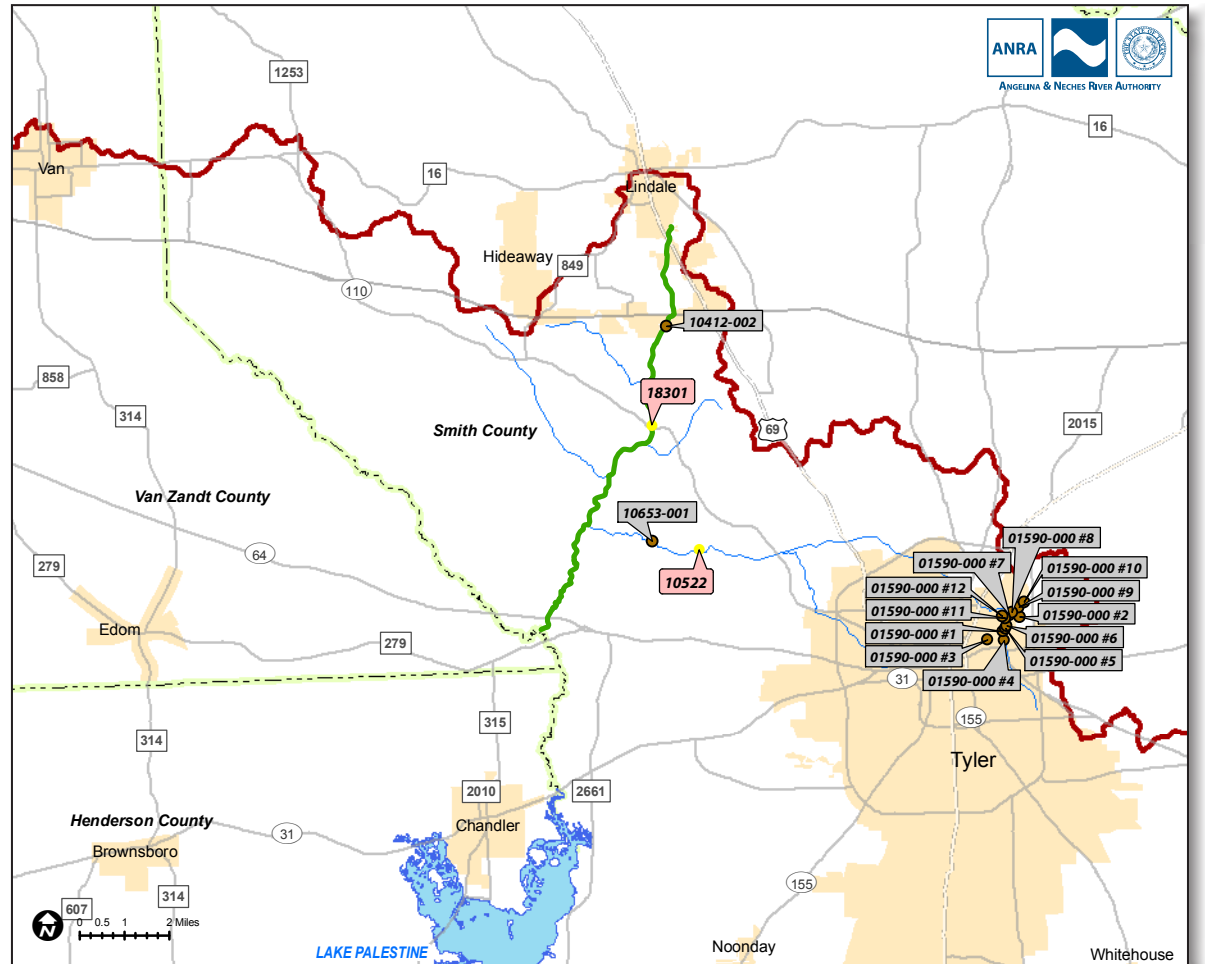 ANRA
THE STATE OF TEXAS
ANGELINA & NECHES RIVER AUTHORITY
1253
16
Van
16
Lindale
Hideaway
849
110
10412-002
858
18301
314
Smith County
69
2015
Van Zandt County
10653-001
64
01590-000 #8
01590-000 #7
01590-000 #10
279
10522
01590-000 #12
01590-000 #9
01590-000 #11
01590-000 #2
Edom
01590-000 #1
01590-000 #6
279
01590-000 #3
01590-000 #5
31
01590-000 #4
315
155
314
Tyler
2010
2661
Henderson County
31
Chandler
Brownsboro
155
607
314
N
0 0.5 1 2 Miles
LAKE PALESTINE
Noonday
Whitehouse